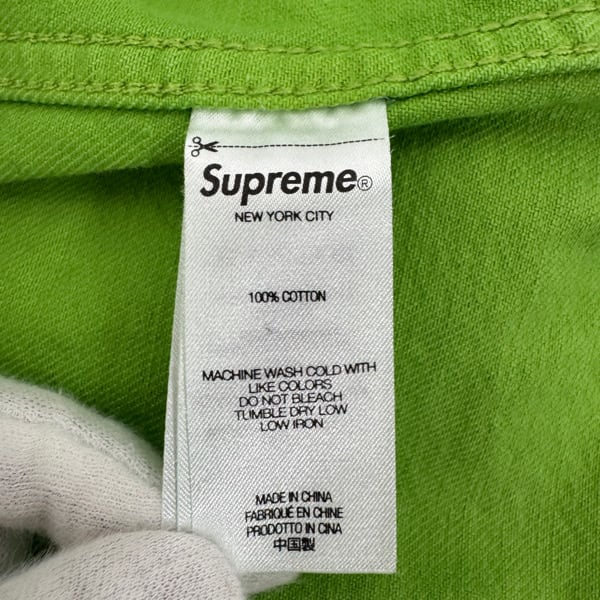 Supreme®
NEW YORK CITY
100% COTTON
MACHINE WASH COLD WITH
LIKE COLORS
DO NOT BLEACH
TUMBLE DRY LOW
LOW IRON
MADE IN CHINA
FABRIQUÉ EN CHINE
PRODOTTO IN CINA
中国製